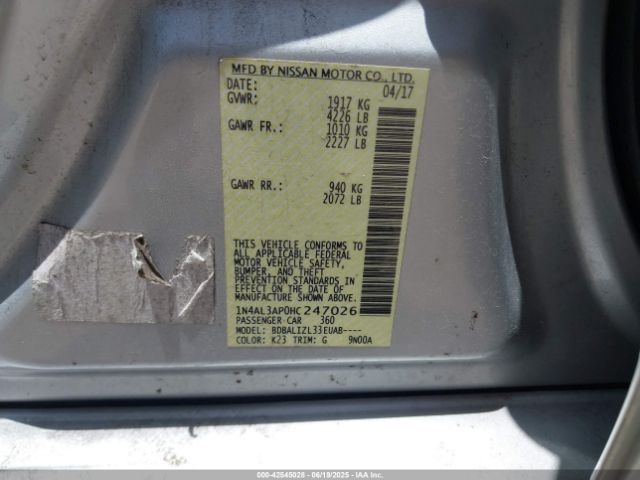 MFD BY NISSAN MOTOR CO., LTD.
DATE: 04/17
GVWR: 1917 KG
4226 LB
GAWR FR.: 1010 KG
2227 LB
GAWR RR.: 940 KG
2072 LB
THIS VEHICLE CONFORMS TO
ALL APPLICABLE FEDERAL
MOTOR VEHICLE SAFETY,
BUMPER, AND THEFT
PREVENTION STANDARDS IN
EFFECT ON THE DATE OF
MANUFACTURE SHOWN ABOVE.
1N4AL3AP0HC247026
PASSENGER CAR 360
MODEL: BDBALIZL33EUAB----
COLOR: K23 TRIM: G 9N00A
000-42545028 - 06/19/2025 - IAAI.COM